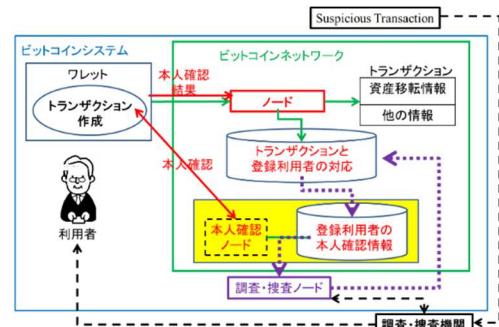 Suspicious Transaction
ビットコインシステム
ビットコインネットワーク
ワレット
トランザクション
作成
本人確認
結果
ノード
トランザクション
資産移転情報
他の情報
トランザクションと
登録利用者の対応
本人確認
利用者
本人確認
ノード
登録利用者の
本人確認情報
調査・捜査ノード
調査・捜査機関